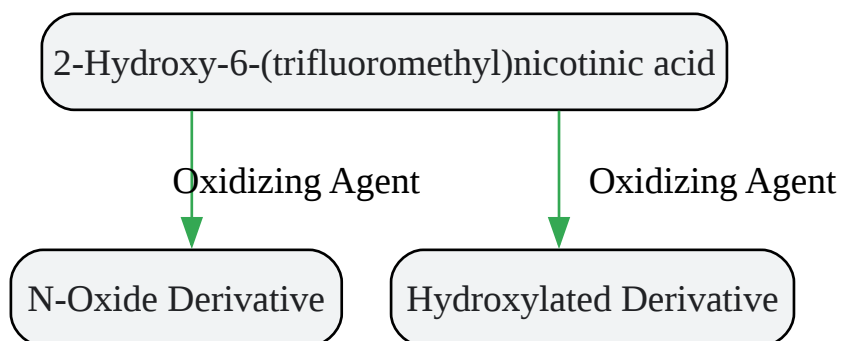 2-Hydroxy-6-(trifluoromethyl)nicotinic acid
Oxidizing Agent
Oxidizing Agent
N-Oxide Derivative
Hydroxylated Derivative